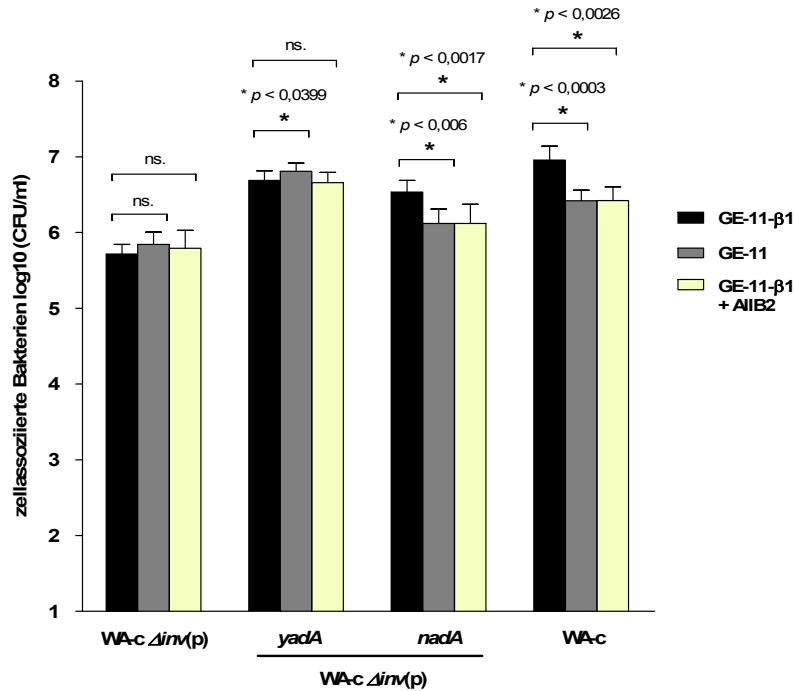 * p < 0,0026
ns.
*
* p < 0,0017
* p < 0,0399
*
* p < 0,0003
*
* p < 0,006
*
*
ns.
ns.
8
7
6
5
4
3
2
1
zellassoziierte Bakterien log10 (CFU/ml)
GE-11-β1
GE-11
GE-11-β1
+ AIIB2
WA-c Δinv(p)
yadA
nadA
WA-c
WA-c Δinv(p)